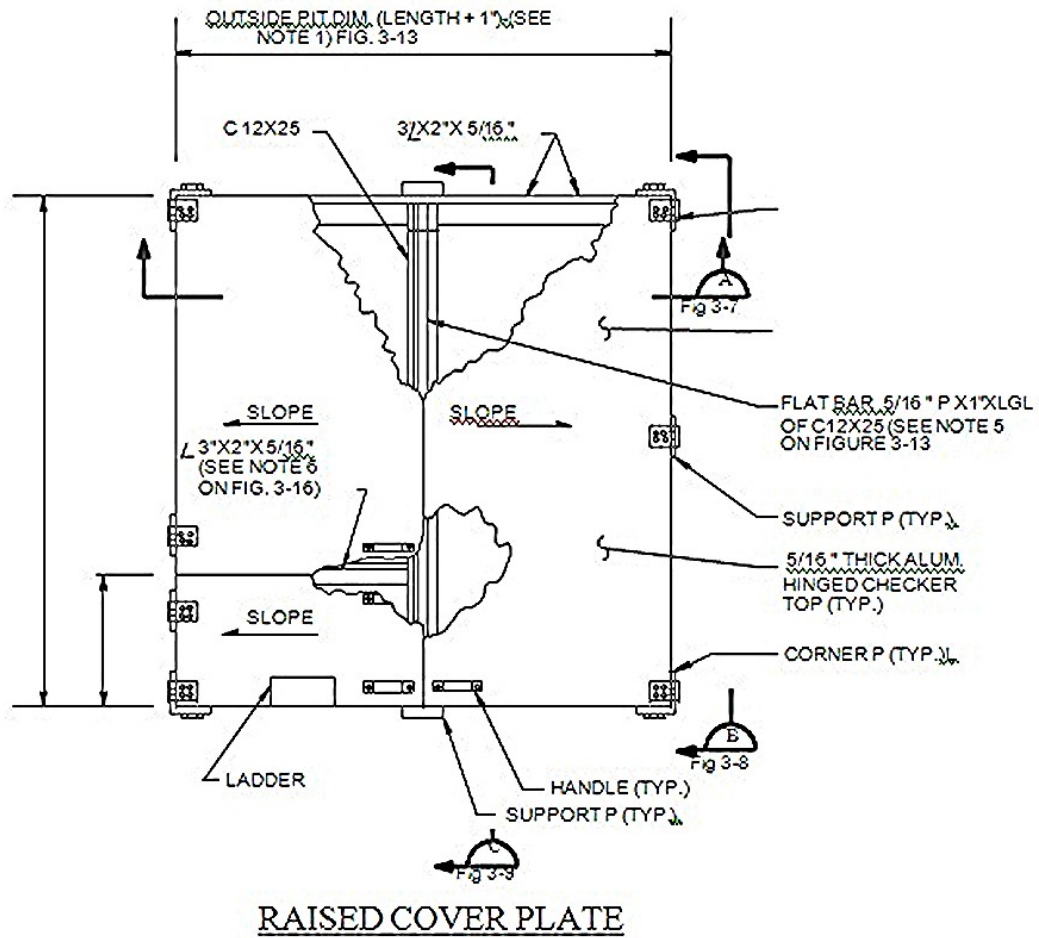 OUTSIDE PIT DIM. (LENGTH + 1") (SEE
NOTE 1) FIG. 3-13
C 12X25
3"X2"X 5/16 "
A
Fig 3-7
SLOPE
SLOPE
FLAT BAR 5/16 " P X1"XLGL
OF C12X25 (SEE NOTE 5
ON FIGURE 3-13
L 3"X2"X 5/16 "
(SEE NOTE 6
ON FIG. 3-16)
SUPPORT P (TYP.)
5/16 " THICK ALUM.
HINGED CHECKER
TOP (TYP.)
SLOPE
CORNER P (TYP.)L
B
Fig 3-8
LADDER
HANDLE (TYP.)
SUPPORT P (TYP.)
C
Fig 3-9
RAISED COVER PLATE